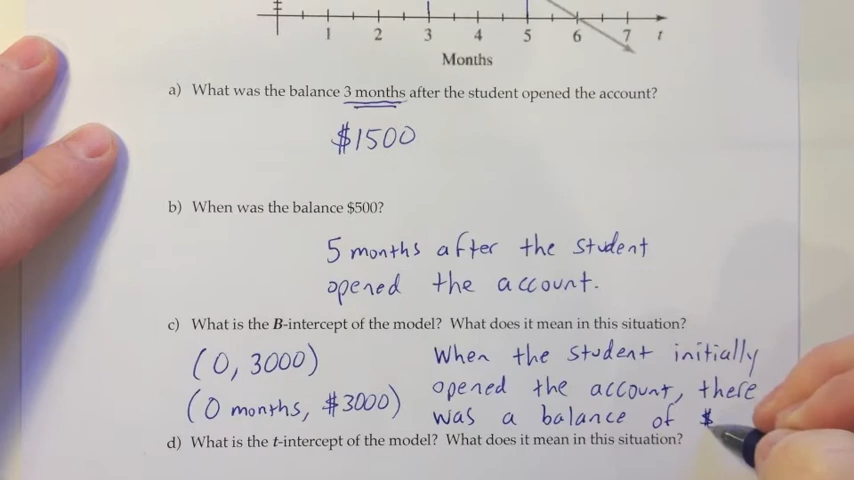 1 2 3 4 5 6 7 t
Months
a) What was the balance 3 months after the student opened the account?
$1500
b) When was the balance $500?
5 months after the student
opened the account.
c) What is the B-intercept of the model? What does it mean in this situation?
(0, 3000)
(0 months, $3000)
When the student initially
opened the account, there
was a balance of $
d) What is the t-intercept of the model? What does it mean in this situation?